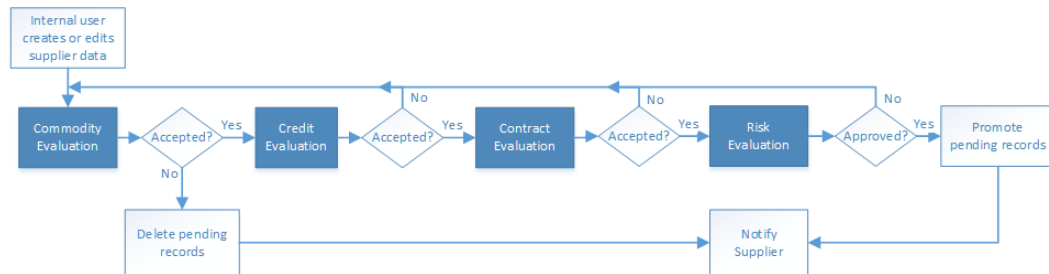 Internal user
creates or edits
supplier data
No
No
No
Commodity
Evaluation
Accepted?
Yes
Credit
Evaluation
Accepted?
Yes
Contract
Evaluation
Accepted?
Yes
Risk
Evaluation
Approved?
Yes
Promote
pending records
No
Delete pending
records
Notify
Supplier